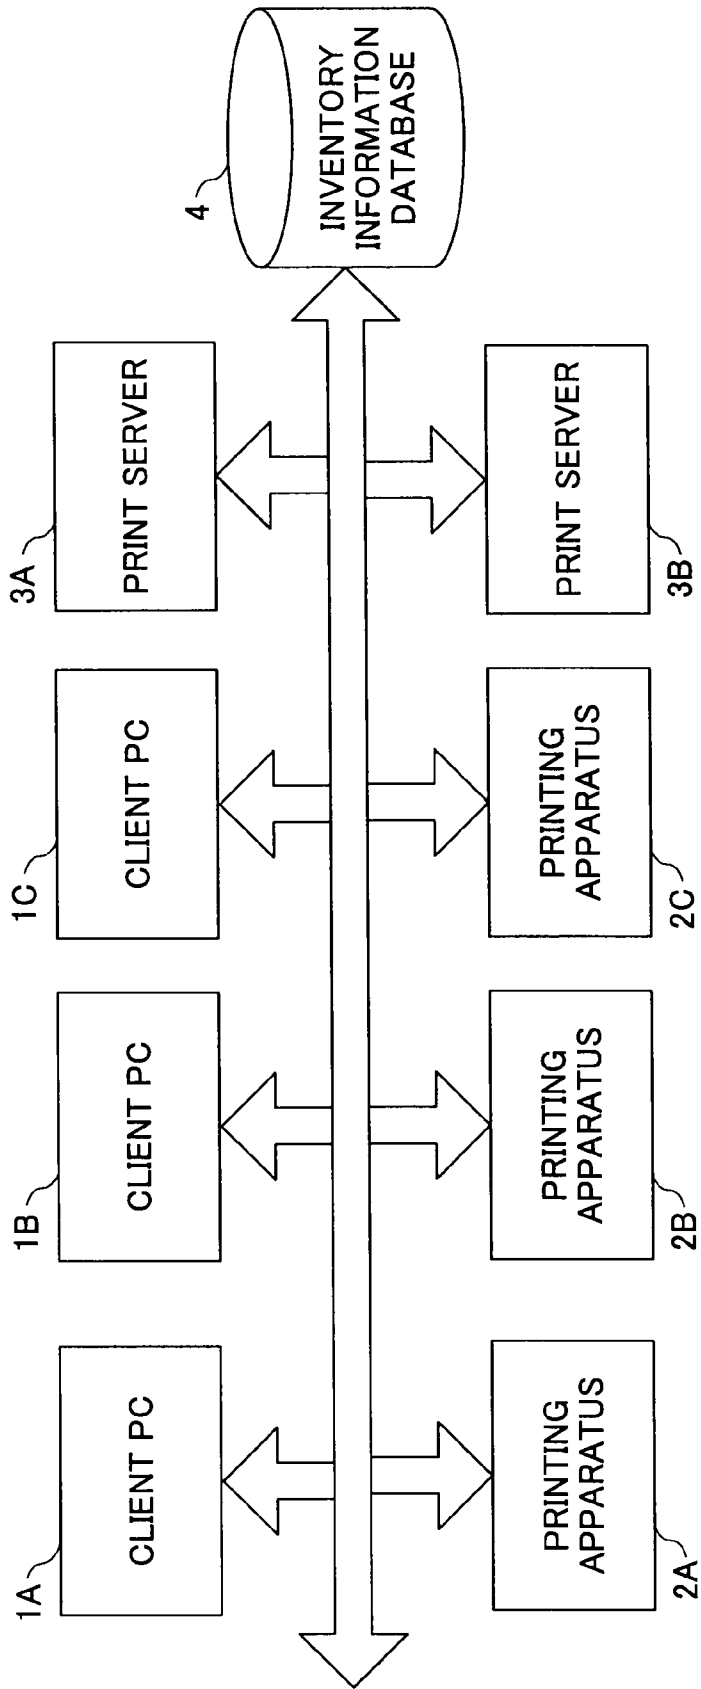 1A
CLIENT PC
1B
CLIENT PC
1C
CLIENT PC
3A
PRINT SERVER
4
INVENTORY
INFORMATION
DATABASE
2A
PRINTING
APPARATUS
2B
PRINTING
APPARATUS
2C
PRINTING
APPARATUS
3B
PRINT SERVER